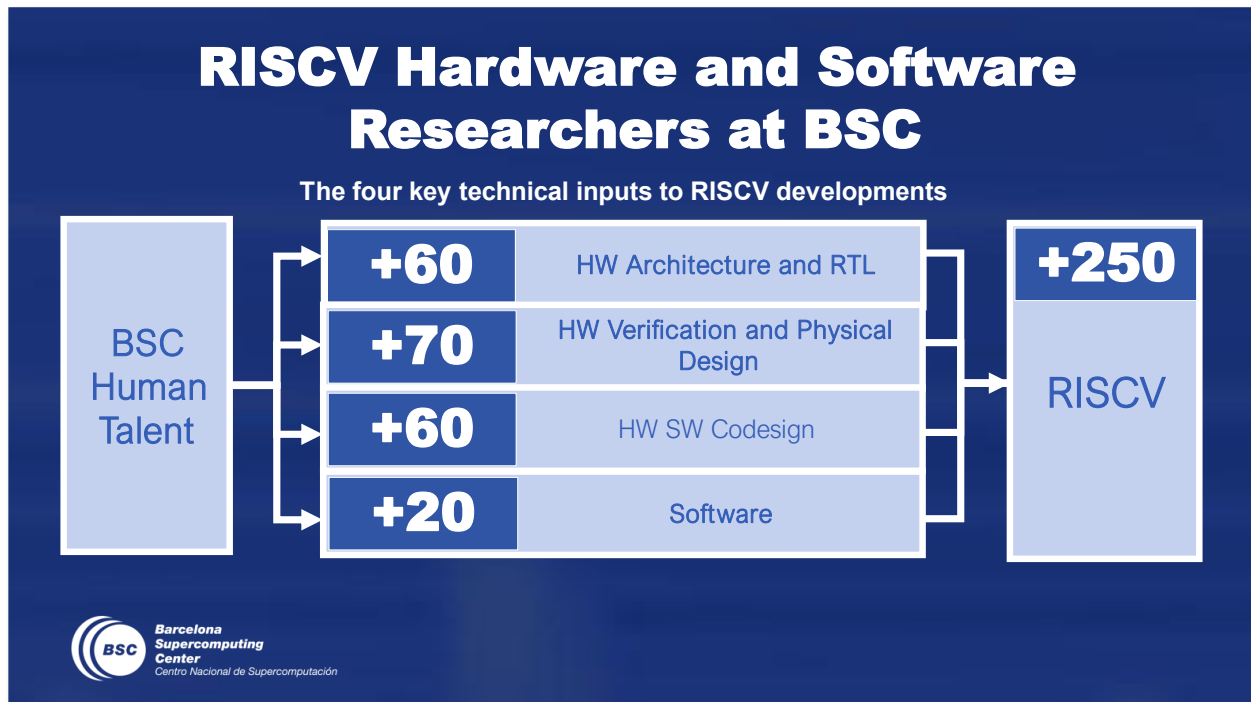 RISCV Hardware and Software
Researchers at BSC
The four key technical inputs to RISCV developments
BSC
Human
Talent
+60
HW Architecture and RTL
+70
HW Verification and Physical
Design
+60
HW SW Codesign
+20
Software
+250
RISCV
BSC
Barcelona
Supercomputing
Center
Centro Nacional de Supercomputación